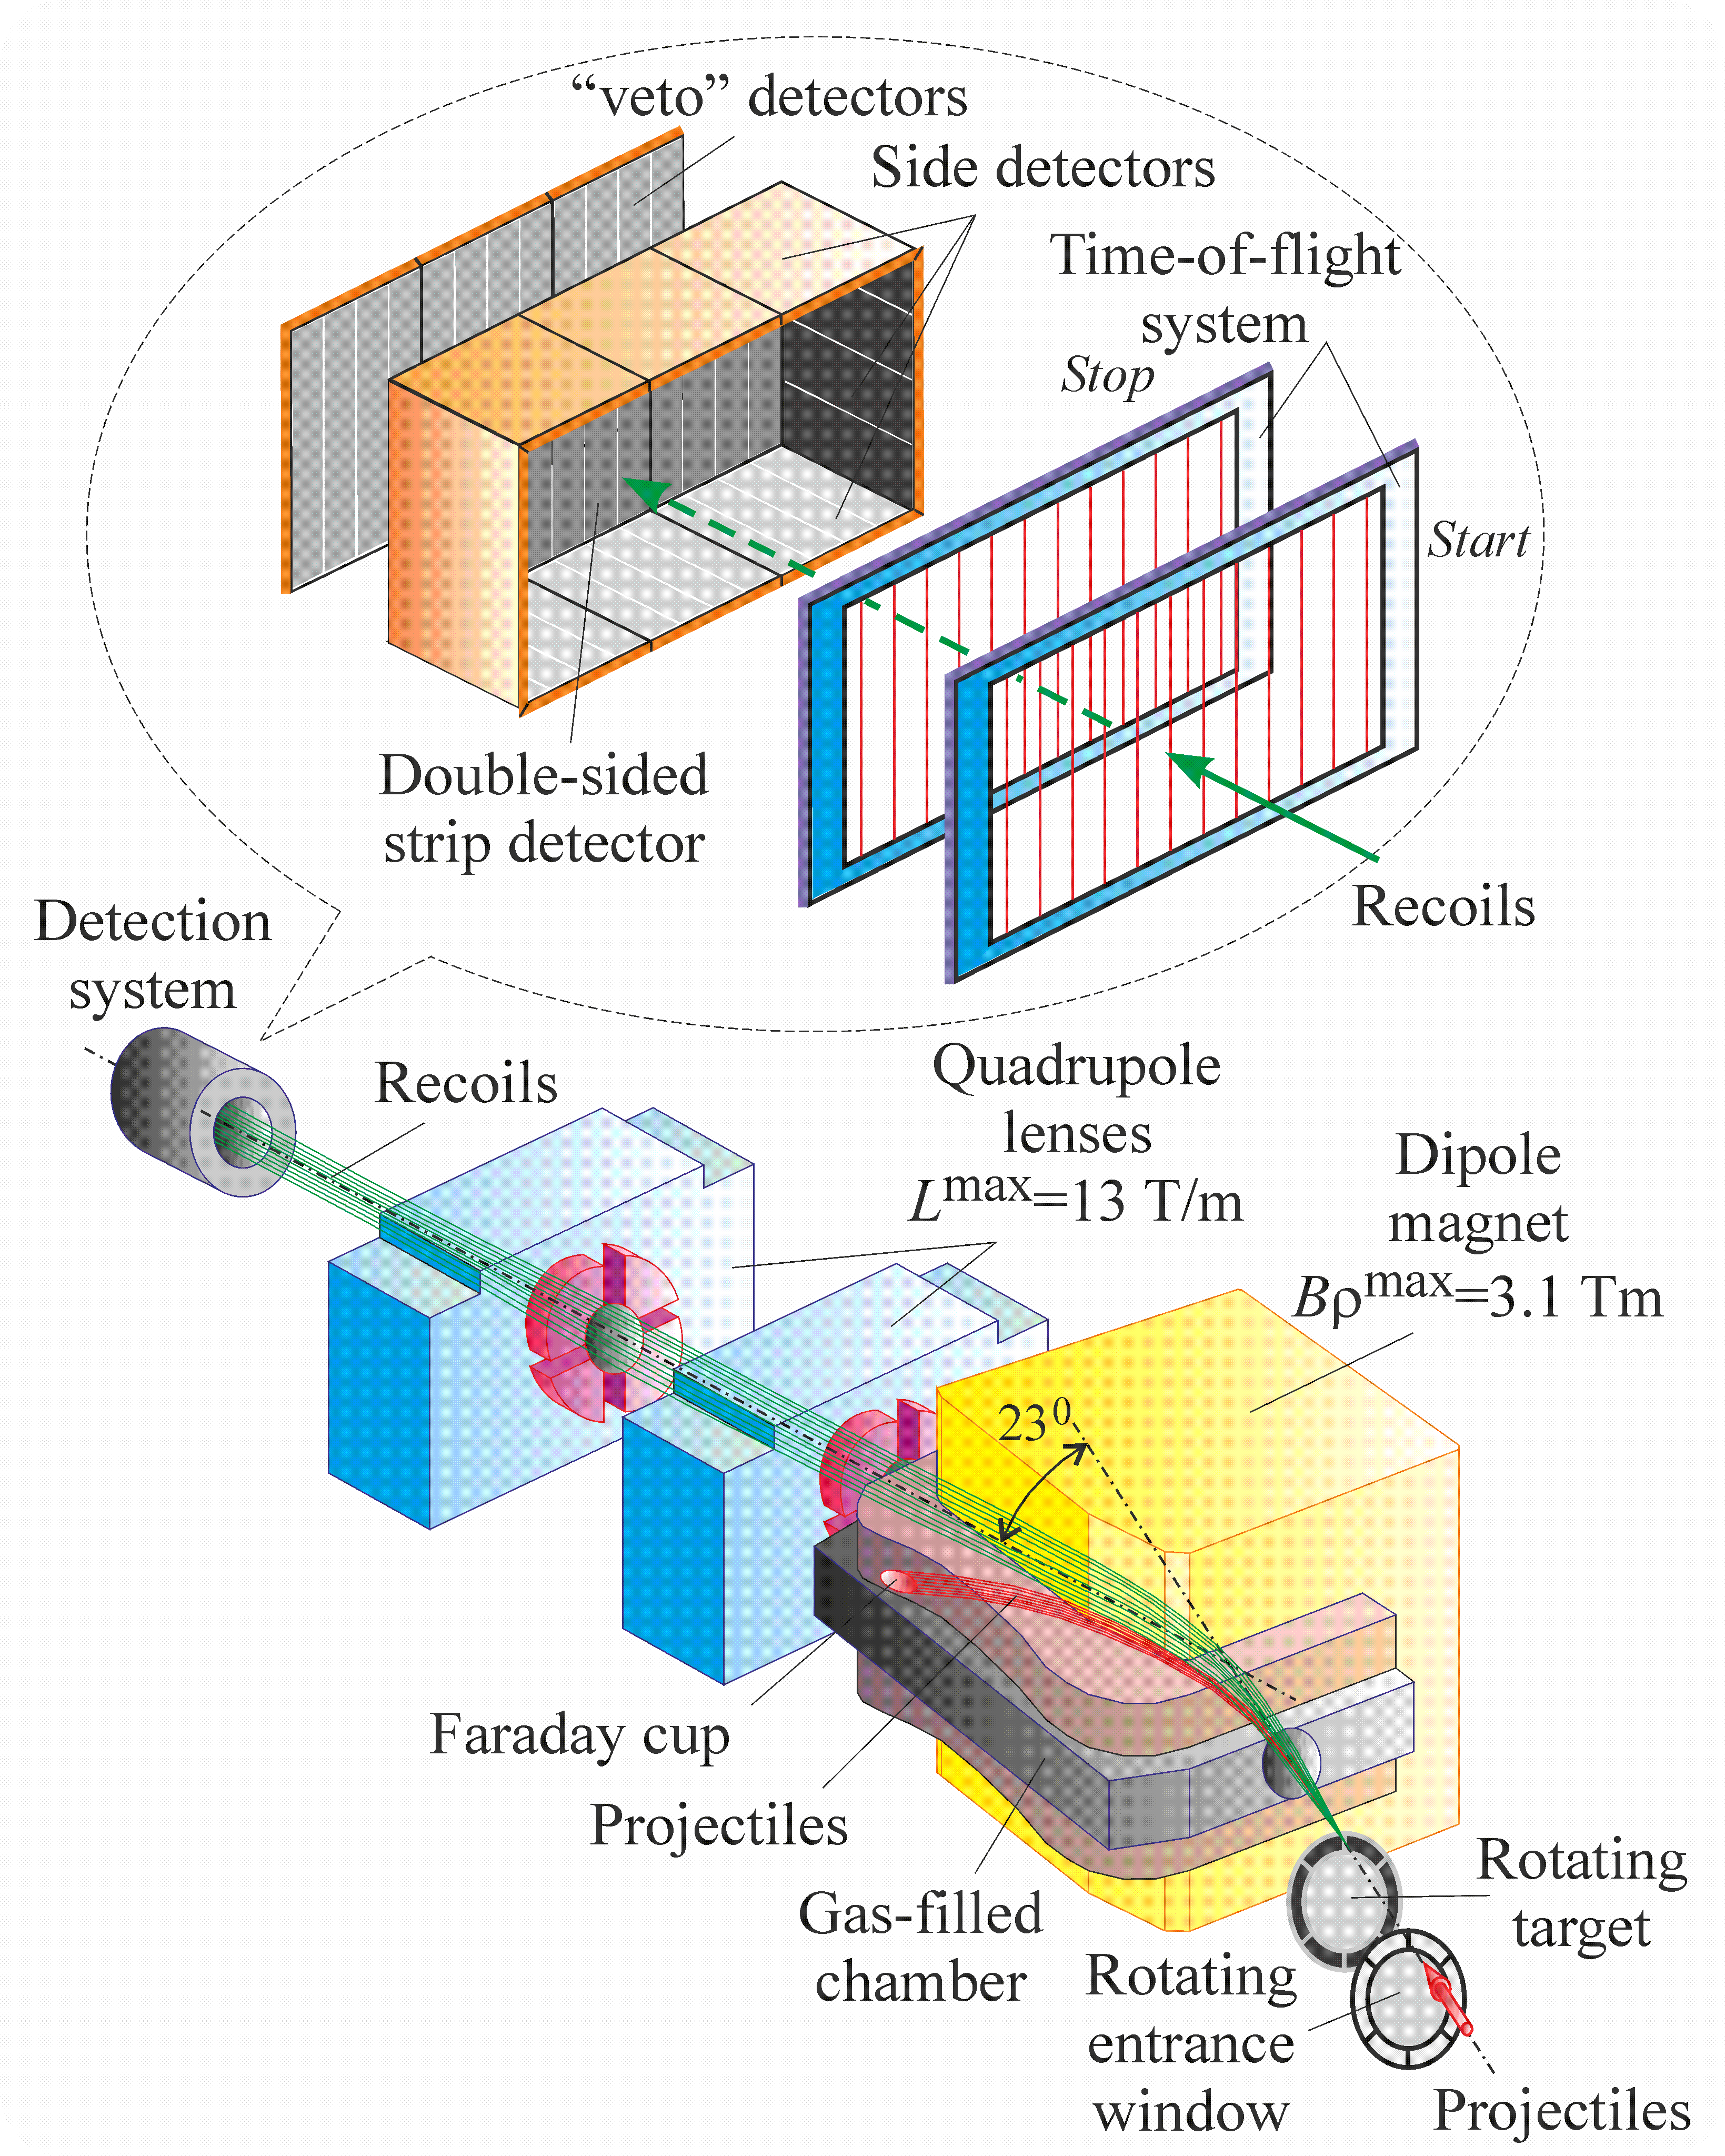 “veto” detectors
Side detectors
Time-of-flight
system
Stop
Start
Double-sided
strip detector
Recoils
Detection
system
Recoils
Quadrupole
lenses
Lmax=13 T/m
Dipole
magnet
Bρmax=3.1 Tm
23⁰
Faraday cup
Projectiles
Gas-filled
chamber
Rotating
target
Rotating
entrance
window
Projectiles